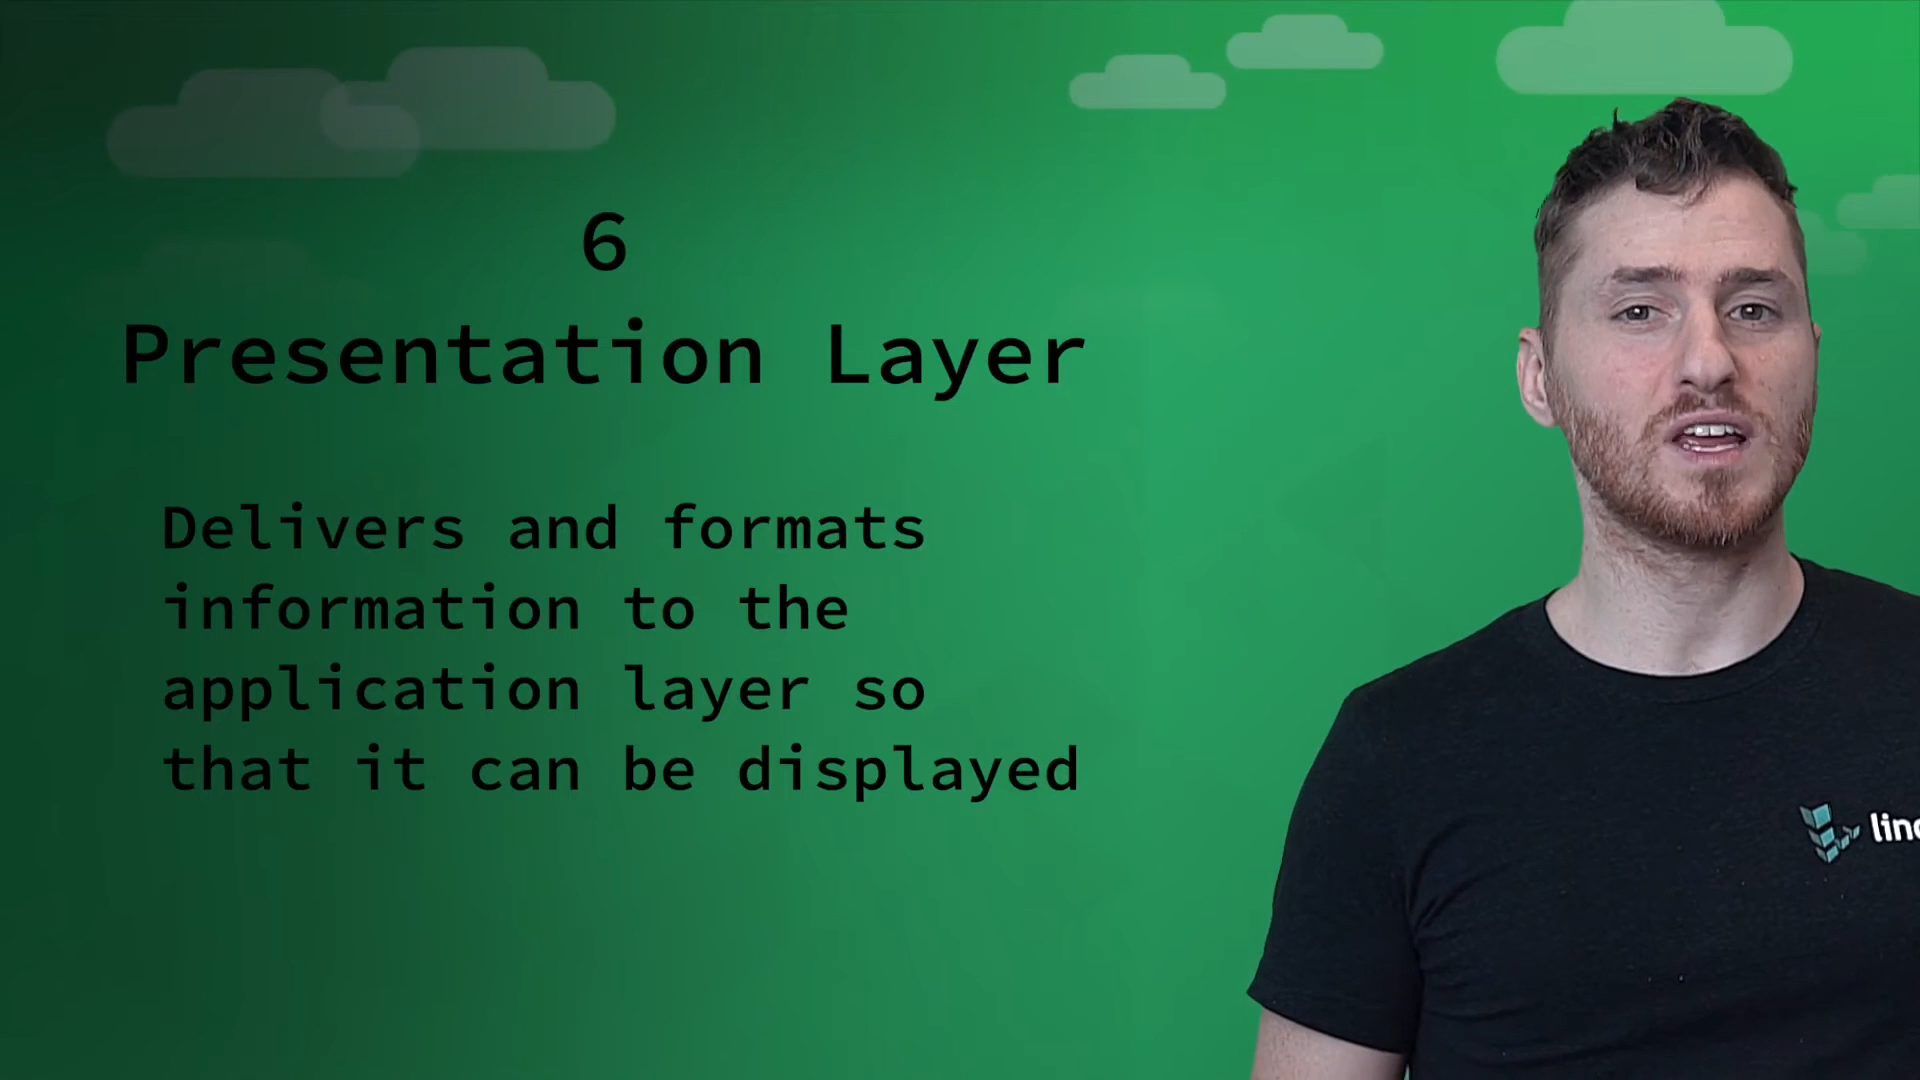 6
Presentation Layer
Delivers and formats
information to the
application layer so
that it can be displayed